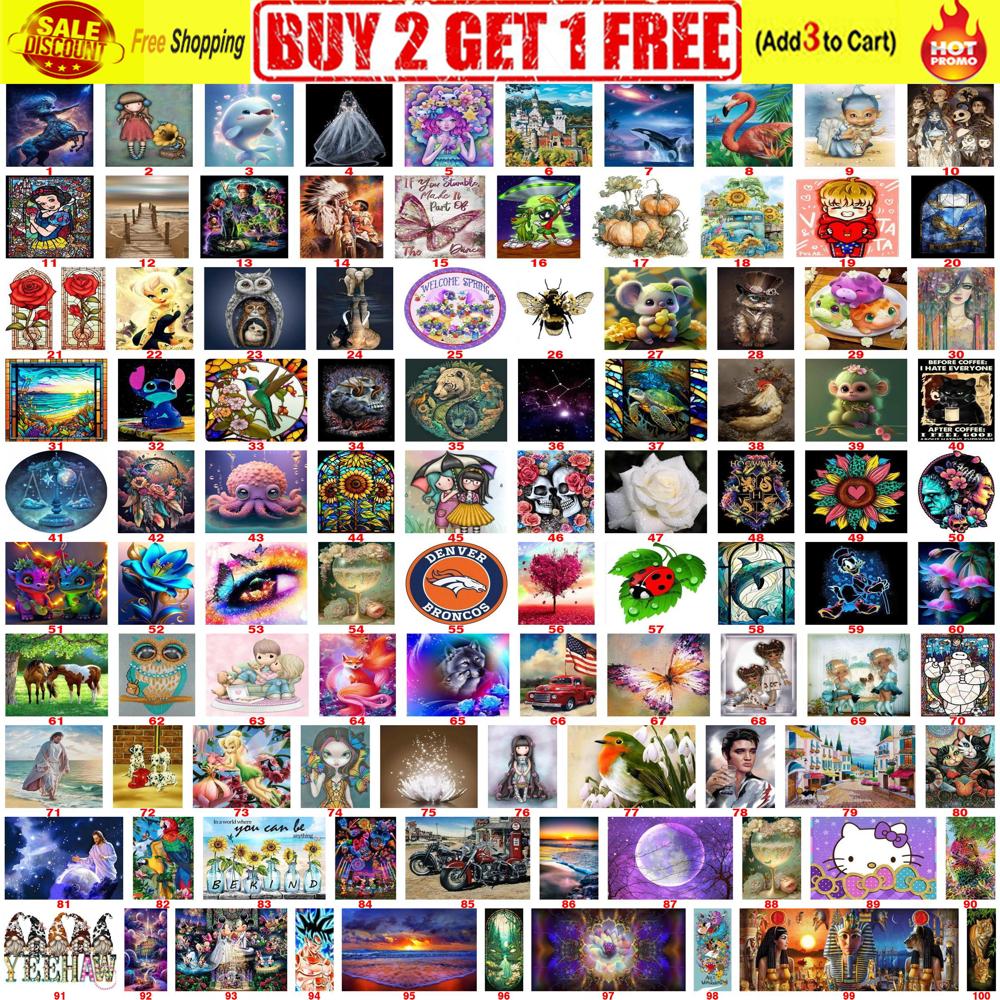 SALE
DISCOUNT
Free Shopping
BUY 2 GET 1 FREE
(Add 3 to Cart)
HOT
PROMO
1 2 3 4 5 6 7 8 9 10
If You Stumble,
Make It
Part OF
The Dance
11 12 13 14 15 16 17 18 19 20
WELCOME SPRING
21 22 23 24 25 26 27 28 29 30
BEFORE COFFEE:
I HATE EVERYONE
AFTER COFFEE:
I FEEL GOOD
ABOUT HATING EVERYONE
31 32 33 34 35 36 37 38 39 40
HOGWARTS
41 42 43 44 45 46 47 48 49 50
DENVER
BRONCOS
51 52 53 54 55 56 57 58 59 60
61 62 63 64 65 66 67 68 69 70
71 72 73 74 75 76 77 78 79 80
In a world where
you can be
anything
BE KIND
81 82 83 84 85 86 87 88 89 90
YEEHAW
91 92 93 94 95 96 97 98 99 100